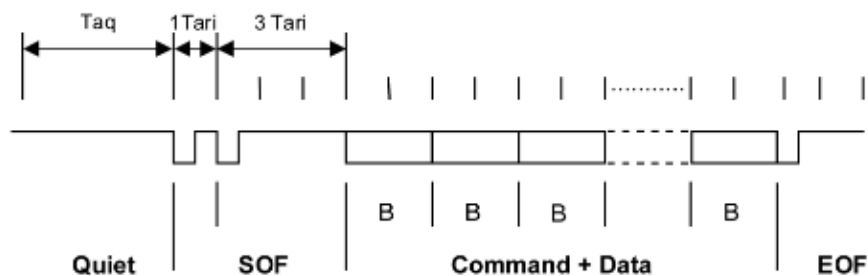 Taq 1Tari 3 Tari
B B B B
Quiet SOF Command + Data EOF